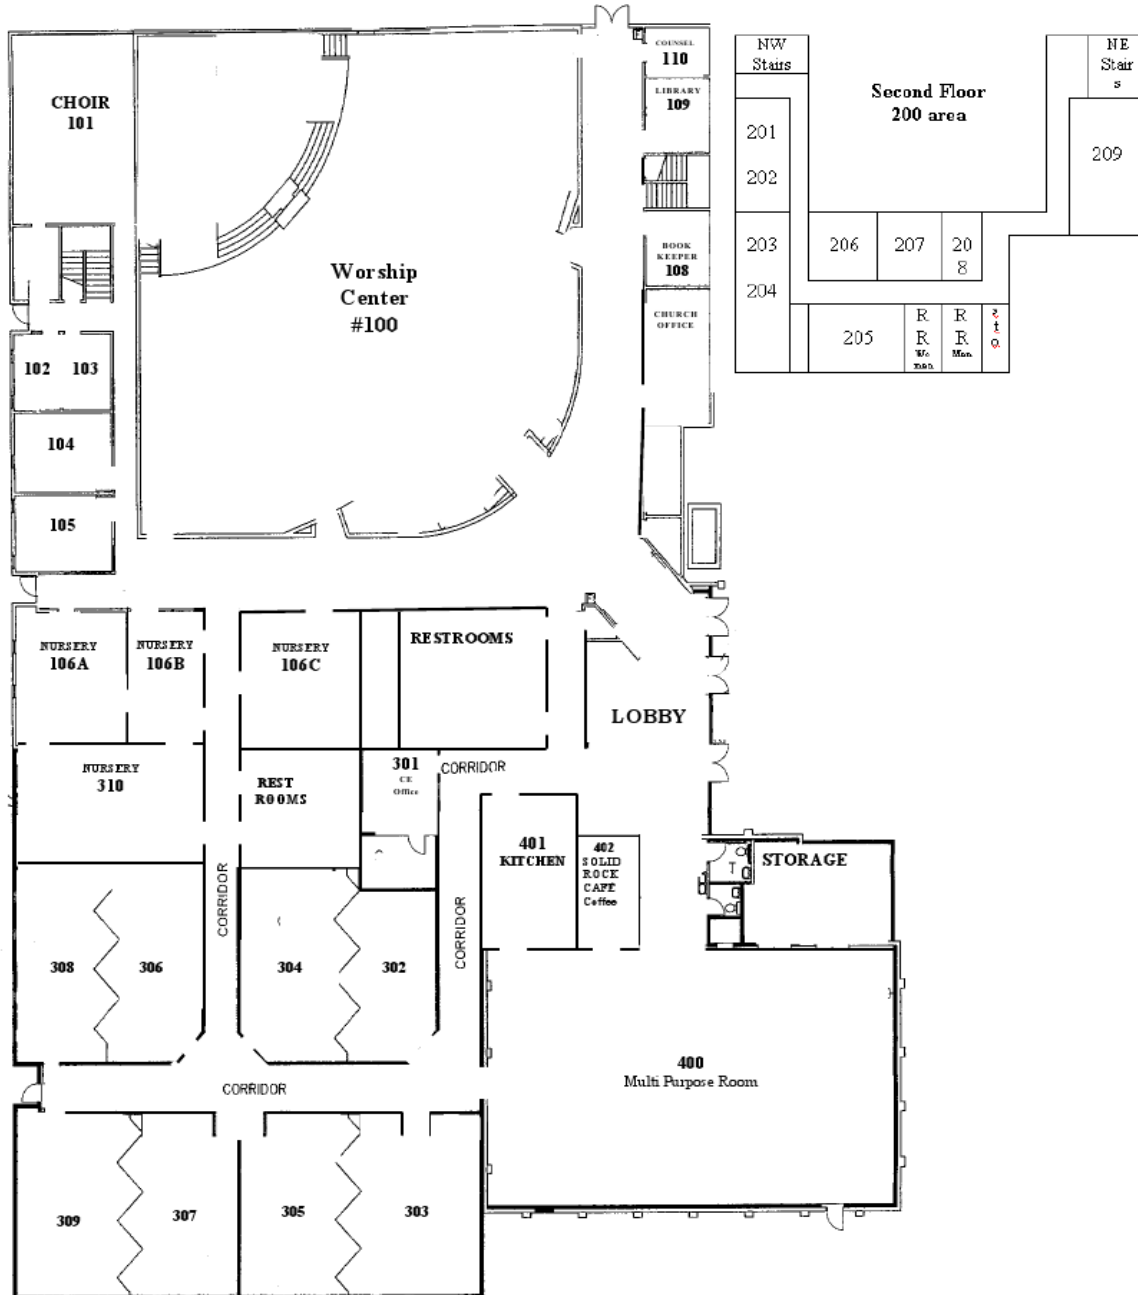 COUNSEL
110
LIBRARY
109
NW
Stairs
NE
Stair
s
Second Floor
200 area
CHOIR
101
201
202
209
203
204
206
207
20
8
BOOK
KEEPER
108
Worship
Center
#100
CHURCH
OFFICE
205
R
R
Wo
men
R
R
Men
s
t
o
102
103
104
105
NURSERY
106A
NURSERY
106B
NURSERY
106C
RESTROOMS
LOBBY
NURSERY
310
REST
ROOMS
301
CE
Office
CORRIDOR
401
KITCHEN
402
SOLID
ROCK
CAFE
Coffee
T
STORAGE
CORRIDOR
CORRIDOR
308
306
304
302
400
Multi Purpose Room
CORRIDOR
309
307
305
303